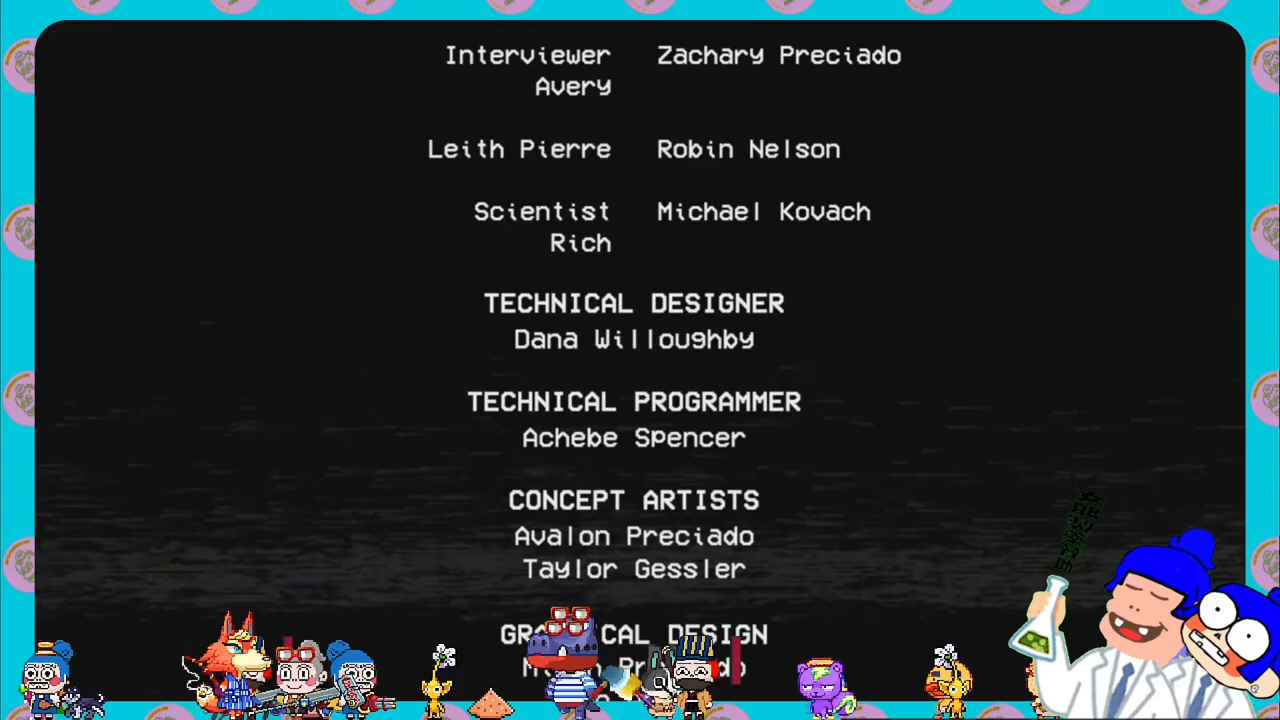 Interviewer Zachary Preciado
Avery
Leith Pierre Robin Nelson
Scientist Michael Kovach
Rich
TECHNICAL DESIGNER
Dana Willoughby
TECHNICAL PROGRAMMER
Achebe Spencer
CONCEPT ARTISTS
Avalon Preciado
Taylor Gessler
DESIGN